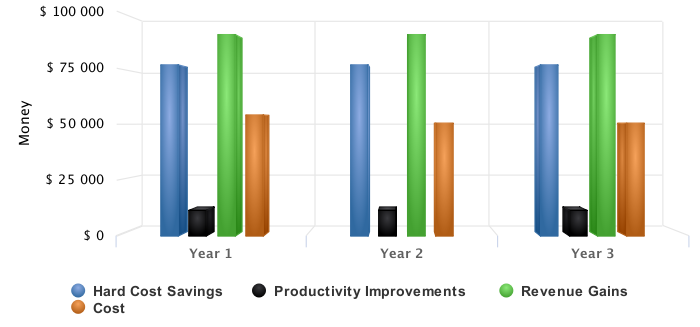 $ 100 000
$ 75 000
$ 50 000
$ 25 000
$ 0
Money
Year 1
Year 2
Year 3
Hard Cost Savings
Productivity Improvements
Revenue Gains
Cost